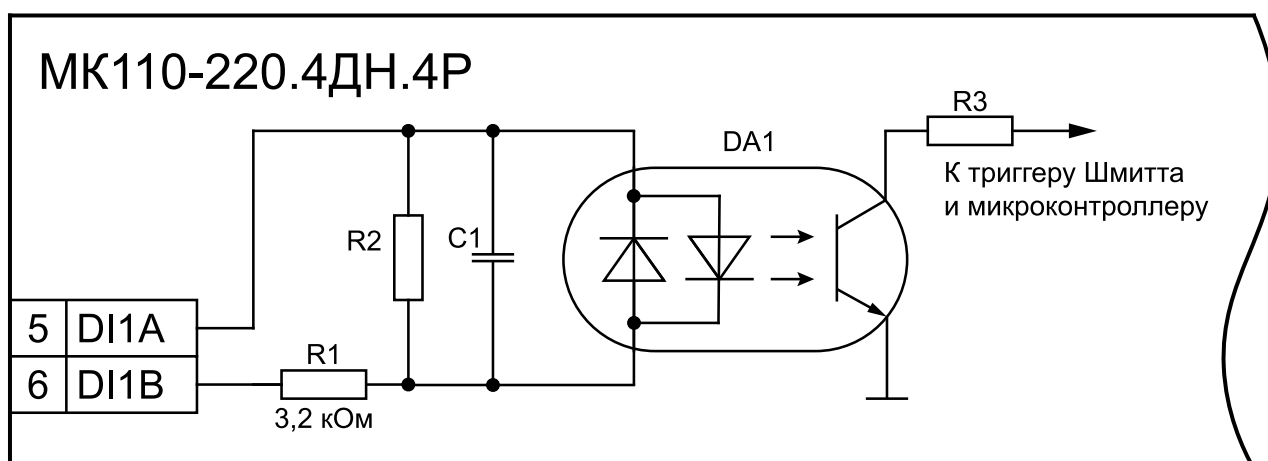 МК110-220.4ДН.4Р
R3
DA1
К триггеру Шмитта
и микроконтроллеру
R2
C1
5 DI1A
6 DI1B
R1
3,2 кОм